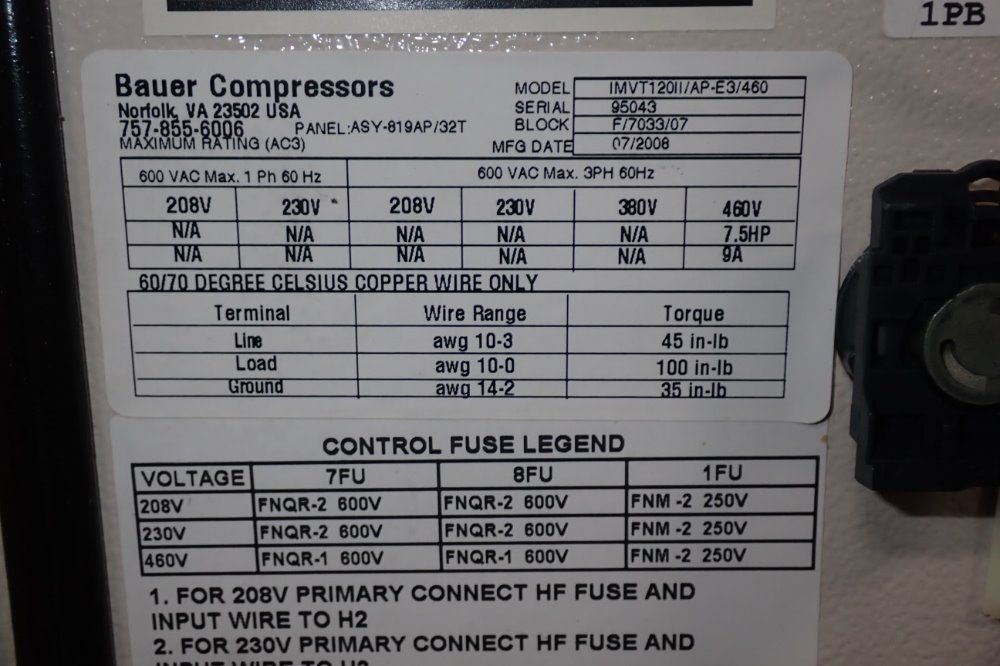 1PB
Bauer Compressors
Norfolk, VA 23502 USA
757-855-6006 PANEL:ASY-819AP/32T
MAXIMUM RATING (AC3)
MODEL IMVT120II/AP-E3/460
SERIAL 95043
BLOCK F/7033/07
MFG DATE 07/2008
600 VAC Max. 1 Ph 60 Hz 600 VAC Max. 3PH 60Hz
208V 230V 208V 230V 380V 460V
N/A N/A N/A N/A N/A 7.5HP
N/A N/A N/A N/A N/A 9A
60/70 DEGREE CELSIUS COPPER WIRE ONLY
Terminal Wire Range Torque
Line awg 10-3 45 in-lb
Load awg 10-0 100 in-lb
Ground awg 14-2 35 in-lb
CONTROL FUSE LEGEND
VOLTAGE 7FU 8FU 1FU
208V FNQR-2 600V FNQR-2 600V FNM -2 250V
230V FNQR-2 600V FNQR-2 600V FNM -2 250V
460V FNQR-1 600V FNQR-1 600V FNM -2 250V
1. FOR 208V PRIMARY CONNECT HF FUSE AND
INPUT WIRE TO H2
2. FOR 230V PRIMARY CONNECT HF FUSE AND
INPUT WIRE TO